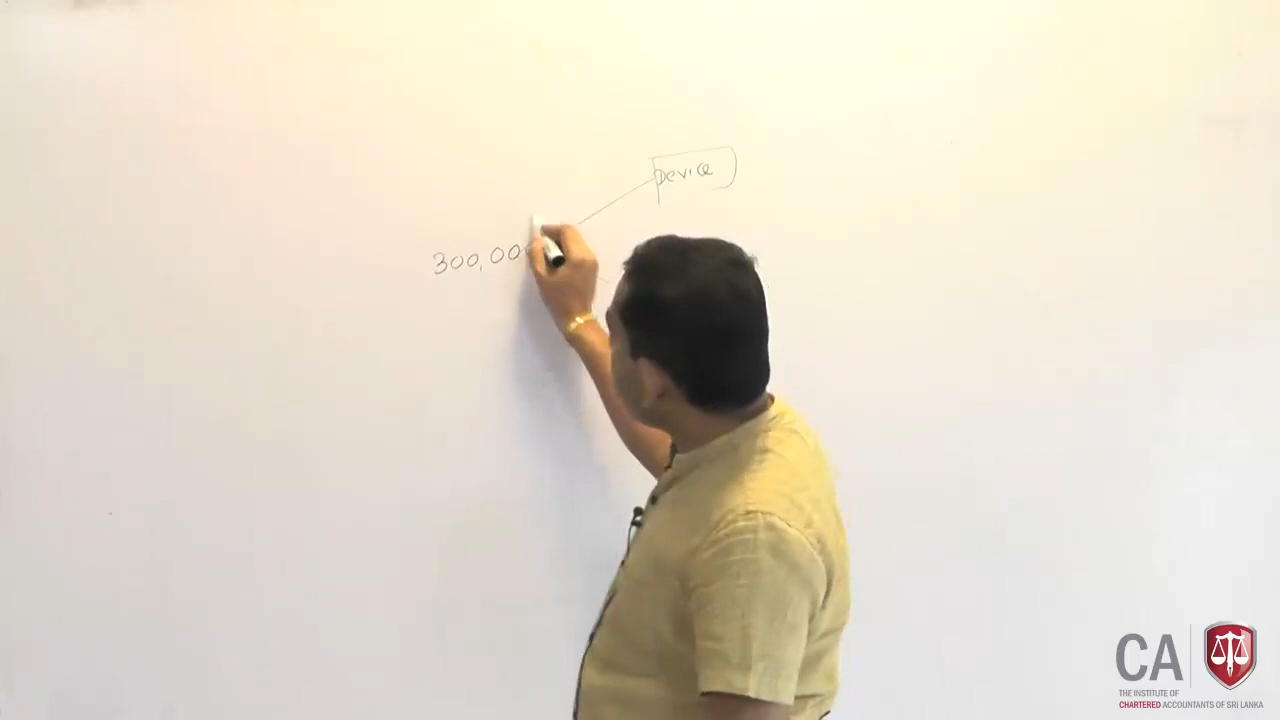 Device
300,00
CA
THE INSTITUTE OF
CHARTERED ACCOUNTANTS OF SRI LANKA